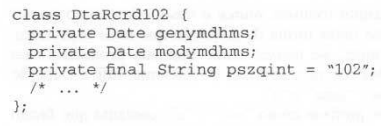 class DtaRcrd102 {
private Date genymdhms;
private Date modymdhms;
private final String pszqint = "102";
/* ... */
};